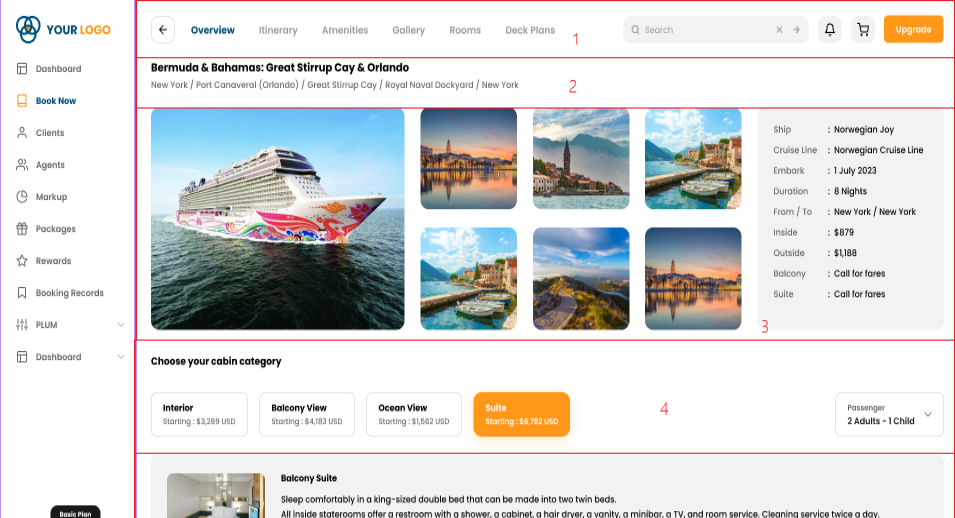 YOUR LOGO
Dashboard
Book Now
Clients
Agents
Markup
Packages
Rewards
Booking Records
PLUM
Dashboard
Basic Plan
Overview Itinerary Amenities Gallery Rooms Deck Plans
Search
Upgrade
1
Bermuda & Bahamas: Great Stirrup Cay & Orlando
New York / Port Canaveral (Orlando) / Great Stirrup Cay / Royal Naval Dockyard / New York
2
Ship : Norwegian Joy
Cruise Line : Norwegian Cruise Line
Embark : 1 July 2023
Duration : 8 Nights
From / To : New York / New York
Inside : $879
Outside : $1,188
Balcony : Call for fares
Suite : Call for fares
3
Choose your cabin category
Interior
Starting : $3,289 USD
Balcony View
Starting : $4,183 USD
Ocean View
Starting : $1,562 USD
Suite
Starting : $6,782 USD
4
Passenger
2 Adults - 1 Child
Balcony Suite
Sleep comfortably in a king-sized double bed that can be made into two twin beds.
All inside staterooms offer a restroom with a shower, a cabinet, a hair dryer, a vanity, a minibar, a TV, and room service. Cleaning service twice a day.